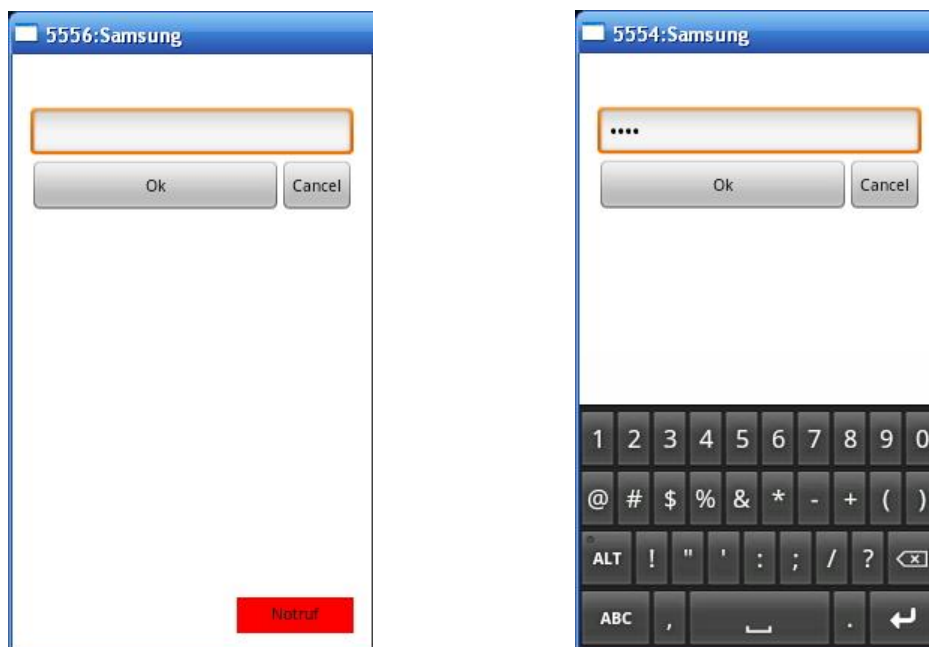 5556:Samsung
Ok Cancel
Notruf
5554:Samsung
••••
Ok Cancel
1 2 3 4 5 6 7 8 9 0
@ # $ % & * - + ( )
ALT ! " ' : ; / ?
ABC , .